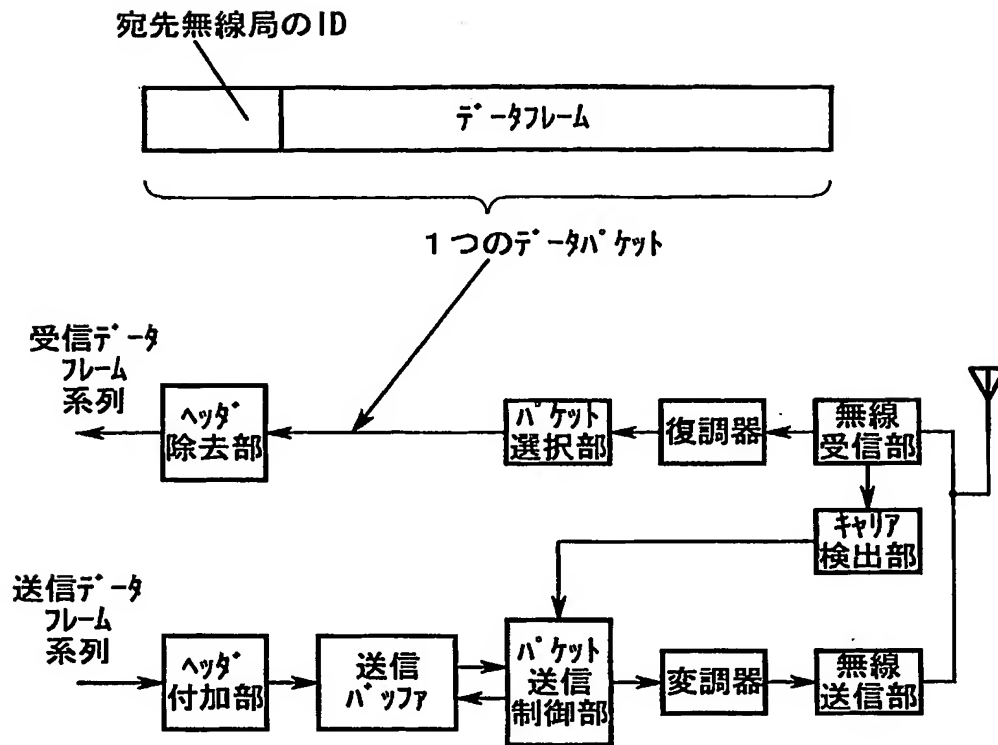 宛先無線局のID
データフレーム
1つのデータパケット
受信データ
フレーム
系列
ヘッダ
除去部
パケット
選択部
復調器
無線
受信部
キャリア
検出部
送信データ
フレーム
系列
ヘッダ
付加部
送信
バッファ
パケット
送信
制御部
変調器
無線
送信部